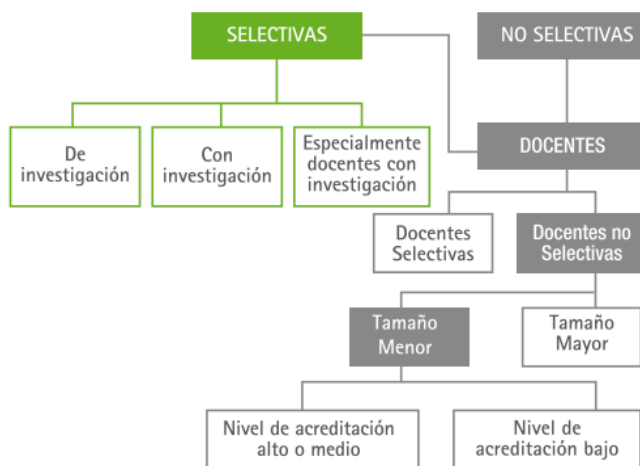 SELECTIVAS
NO SELECTIVAS
De
investigación
Con
investigación
Especialmente
docentes con
investigación
DOCENTES
Docentes
Selectivas
Docentes no
Selectivas
Tamaño
Menor
Tamaño
Mayor
Nivel de acreditación
alto o medio
Nivel de
acreditación bajo